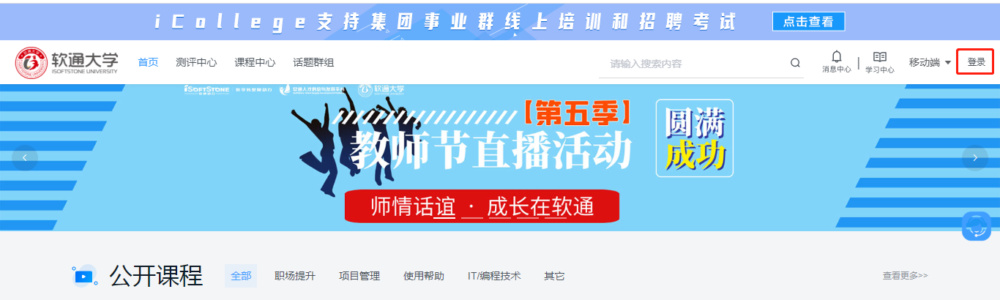 iCollege支持集团事业群线上培训和招聘考试 点击查看
软通大学 首页 测评中心 课程中心 话题群组 请输入搜索内容 消息中心 学习中心 移动端 登录
ISOFTSTONE UNIVERSITY
iSOFTSTONE 软通大学
【第五季】
教师节直播活动
圆满
成功
师情话谊 · 成长在软通
公开课程 全部 职场提升 项目管理 使用帮助 IT/编程技术 其它 查看更多>>